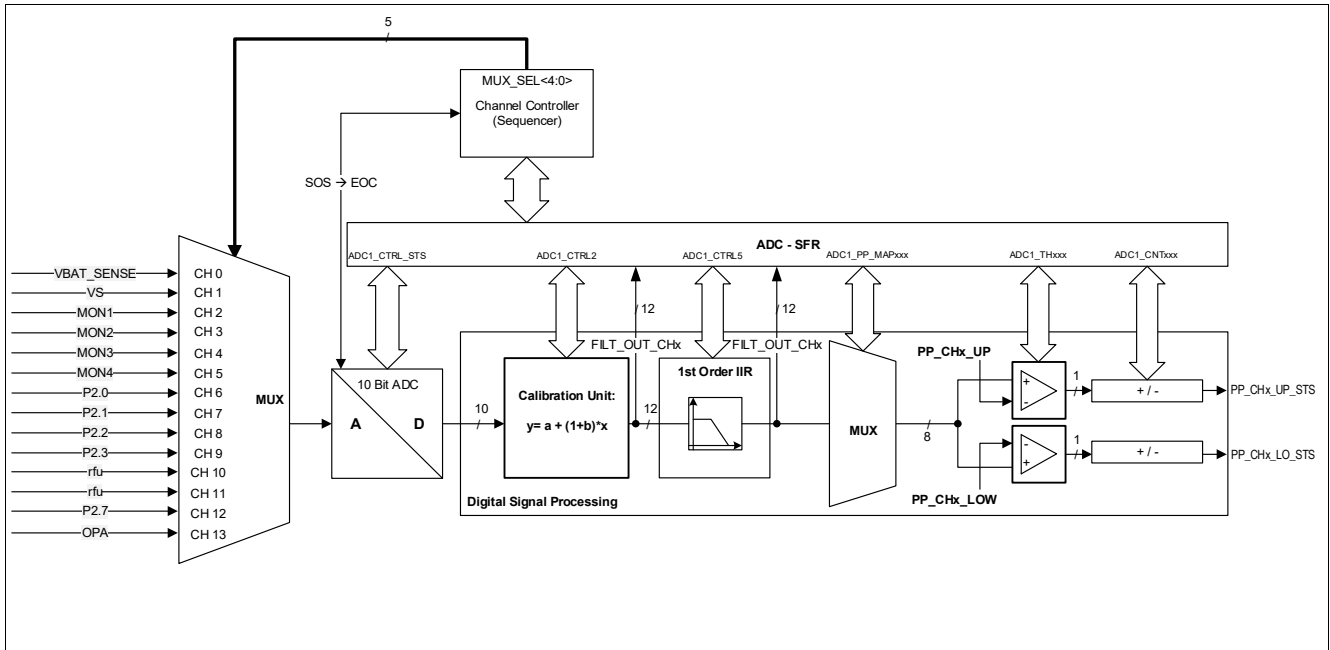 5
MUX_SEL<4:0>
Channel Controller
(Sequencer)
SOS → EOC
ADC - SFR
ADC1_CTRL_STS
ADC1_CTRL2
ADC1_CTRL5
ADC1_PP_MAPxxx
ADC1_THxxx
ADC1_CNTxxx
VBAT_SENSE
CH 0
VS
CH 1
MON1
CH 2
MON2
CH 3
MON3
CH 4
MON4
CH 5
P2.0
CH 6
P2.1
CH 7
P2.2
CH 8
P2.3
CH 9
rfu
CH 10
rfu
CH 11
P2.7
CH 12
OPA
CH 13
MUX
10 Bit ADC
A
D
10
Calibration Unit:
y= a + (1+b)*x
12
FILT_OUT_CHx
12
1st Order IIR
12
FILT_OUT_CHx
MUX
8
PP_CHx_UP
+
-
1
+ / -
PP_CHx_UP_STS
-
+
1
+ / -
PP_CHx_LO_STS
PP_CHx_LOW
Digital Signal Processing